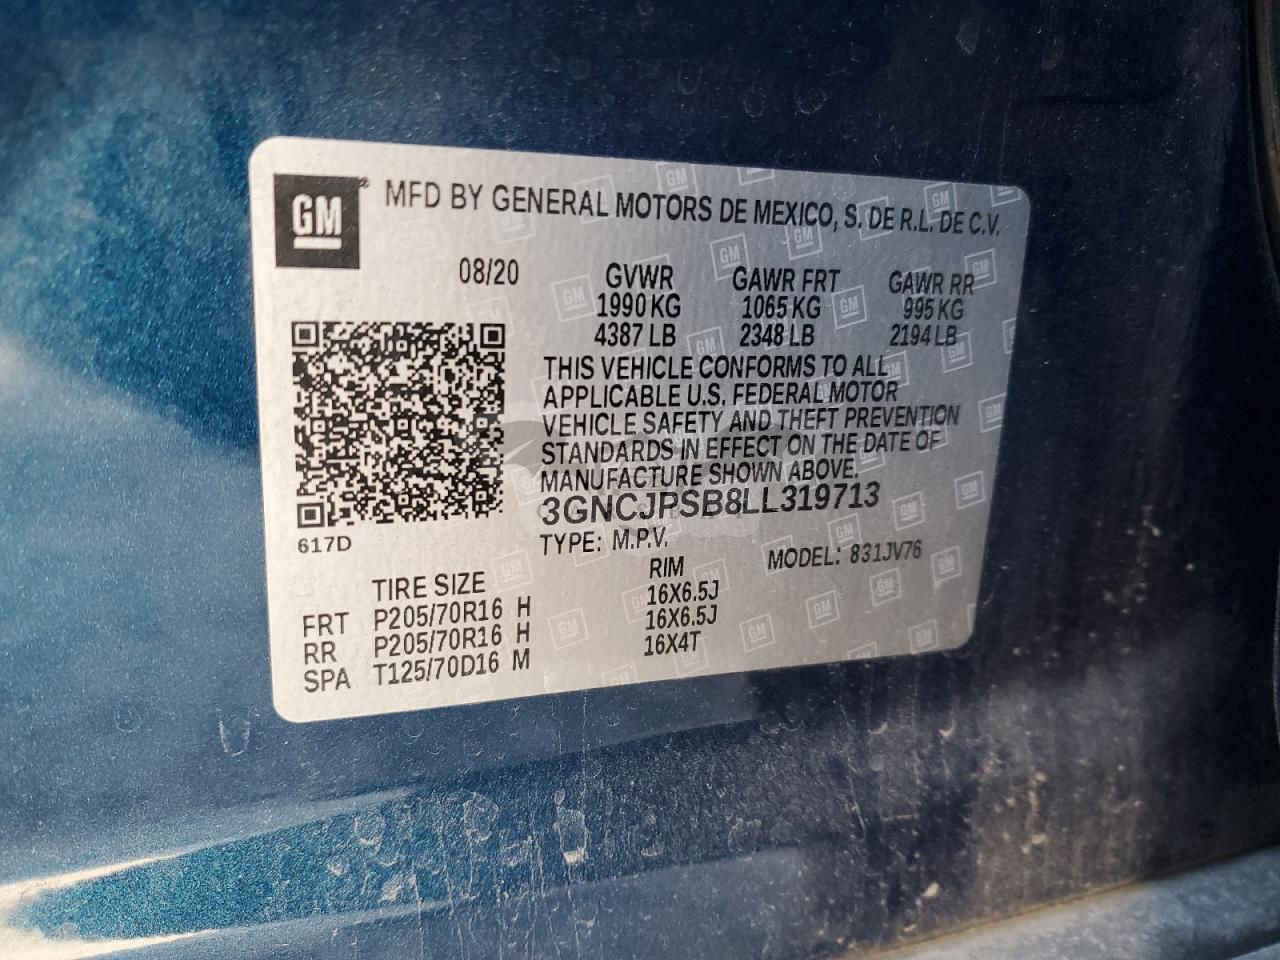 GM ® MFD BY GENERAL MOTORS DE MEXICO, S. DE R.L. DE C.V.
08/20 GVWR GAWR FRT GAWR RR
1990 KG 1065 KG 995 KG
4387 LB 2348 LB 2194 LB
THIS VEHICLE CONFORMS TO ALL
APPLICABLE U.S. FEDERAL MOTOR
VEHICLE SAFETY AND THEFT PREVENTION
STANDARDS IN EFFECT ON THE DATE OF
MANUFACTURE SHOWN ABOVE.
3GNCJPSB8LL319713
617D TYPE: M.P.V. MODEL: 831JV76
TIRE SIZE RIM
FRT P205/70R16 H 16X6.5J
RR P205/70R16 H 16X6.5J
SPA T125/70D16 M 16X4T